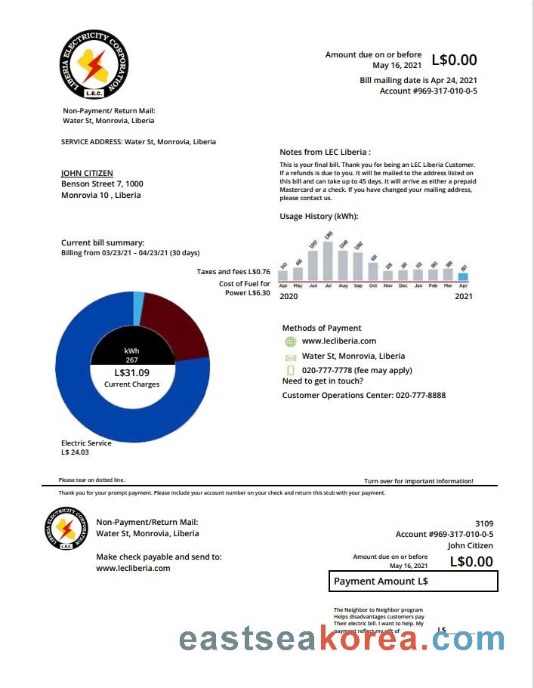 LIBERIA ELECTRICITY CORPORATION
L.E.C.
Amount due on or before
May 16, 2021
L$0.00
Bill mailing date is Apr 24, 2021
Account #969-317-010-0-5
Non-Payment/ Return Mail:
Water St, Monrovia, Liberia
SERVICE ADDRESS: Water St, Monrovia, Liberia
JOHN CITIZEN
Benson Street 7, 1000
Monrovia 10 , Liberia
Notes from LEC Liberia :
This is your final bill. Thank you for being an LEC Liberia Customer.
If a refunds is due to you. It will be mailed to the address listed on
this bill and can take up to 45 days. It will arrive as either a prepaid
Mastercard or a check. If you have changed your mailing address,
please contact us.
Usage History (kWh):
Apr May Jun Jul Aug Sep Oct Nov Dec Jan Feb Mar Apr
2020 2021
Current bill summary:
Billing from 03/23/21 – 04/23/21 (30 days)
Taxes and fees L$0.76
Cost of Fuel for
Power L$6.30
kWh
267
L$31.09
Current Charges
Electric Service
L$ 24.03
Methods of Payment
www.lecliberia.com
Water St, Monrovia, Liberia
020-777-7778 (fee may apply)
Need to get in touch?
Customer Operations Center: 020-777-8888
Please tear on dotted line.
Turn over for important information!
Thank you for your prompt payment. Please include your account number on your check and return this stub with your payment.
LIBERIA ELECTRICITY CORPORATION
L.E.C.
Non-Payment/Return Mail:
Water St, Monrovia, Liberia
Make check payable and send to:
www.lecliberia.com
3109
Account #969-317-010-0-5
John Citizen
Amount due on or before
May 16, 2021
L$0.00
Payment Amount L$
The Neighbor to Neighbor program
Helps disadvantages customers pay
Their electric bill. I want to help. My
payment reflect my gift of
L$
eastseakorea.com